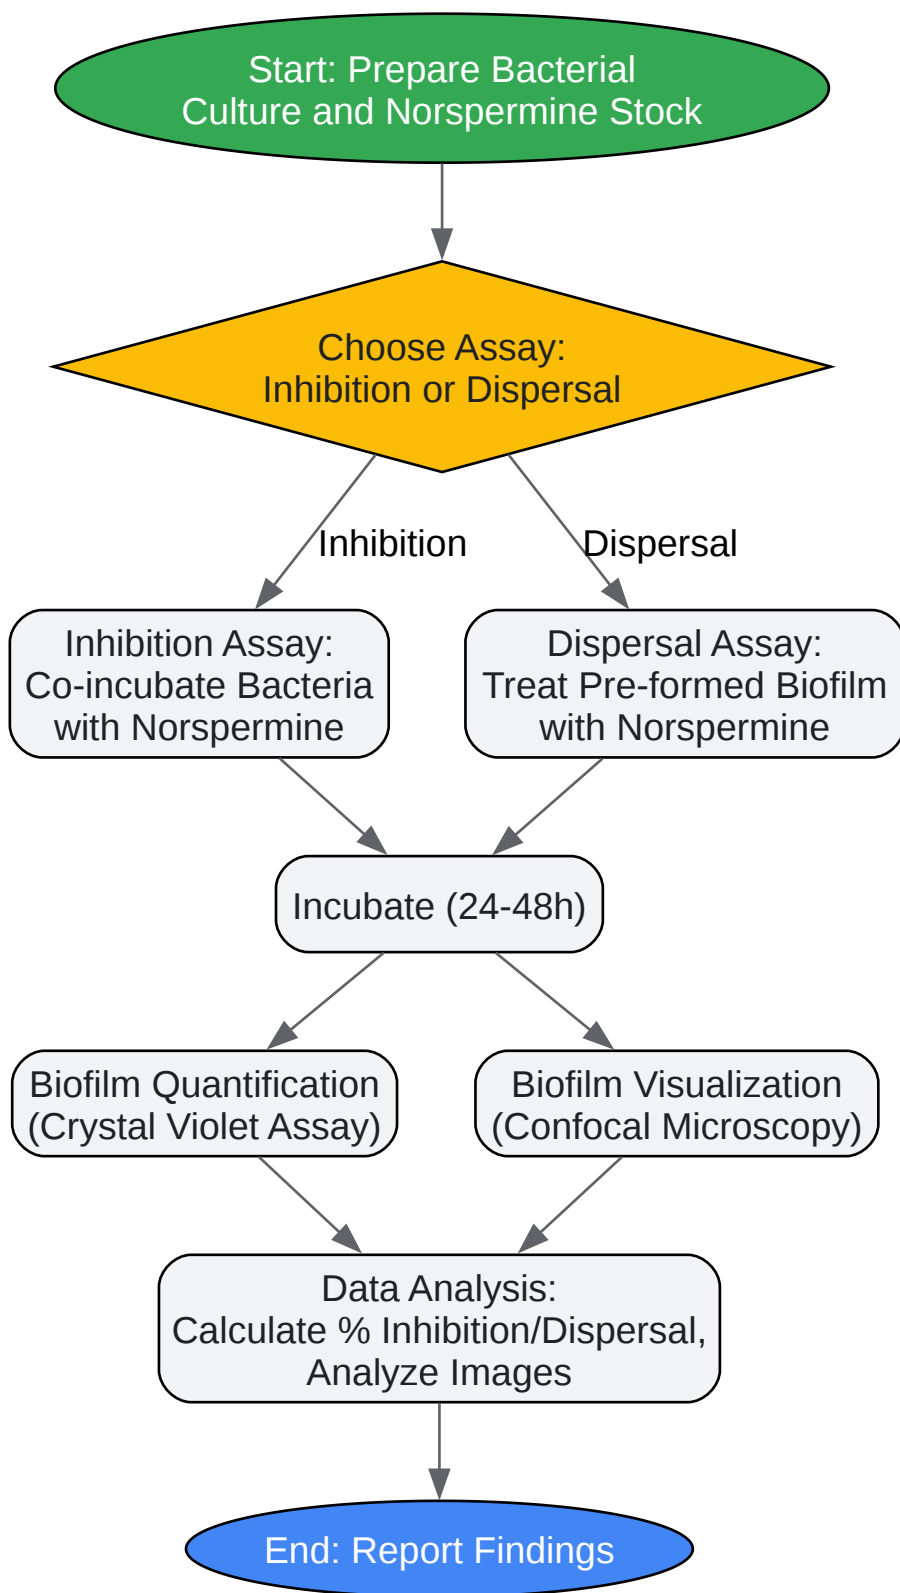 Start: Prepare Bacterial
Culture and Norspermine Stock
Choose Assay:
Inhibition or Dispersal
Inhibition
Dispersal
Inhibition Assay:
Co-incubate Bacteria
with Norspermine
Dispersal Assay:
Treat Pre-formed Biofilm
with Norspermine
Incubate (24-48h)
Biofilm Quantification
(Crystal Violet Assay)
Biofilm Visualization
(Confocal Microscopy)
Data Analysis:
Calculate % Inhibition/Dispersal,
Analyze Images
End: Report Findings